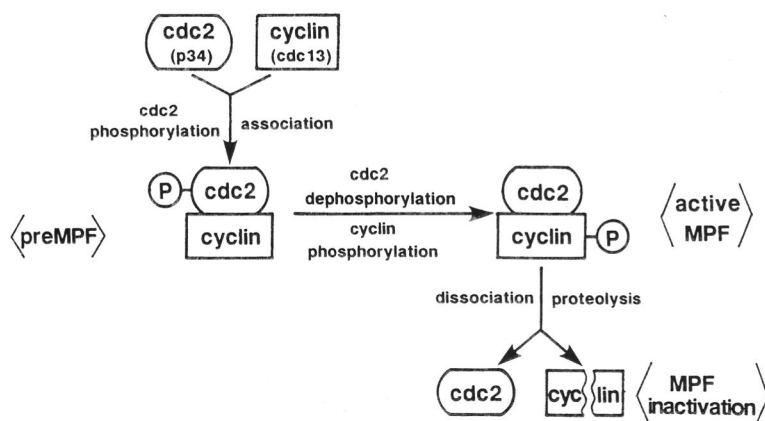 cdc2
(p34)
cyclin
(cdc13)
cdc2
phosphorylation
association
P
cdc2
cyclin
<preMPF>
cdc2
dephosphorylation
cyclin
phosphorylation
cdc2
cyclin
P
active
MPF
dissociation
proteolysis
cdc2
cyc lin
MPF
inactivation